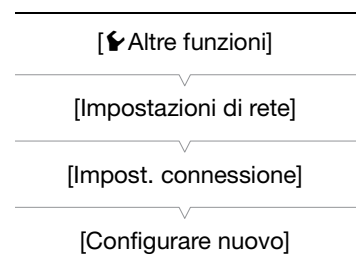 [Altre funzioni]
[Impostazioni di rete]
[Impost. connessione]
[Configurare nuovo]